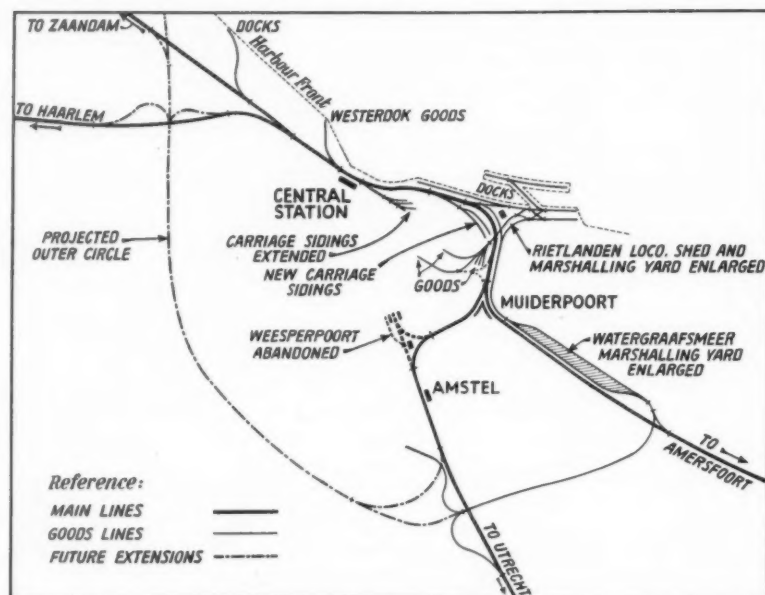 TO ZAANDAM
DOCKS
Harbour Front
TO HAARLEM
WESTERDOK GOODS
CENTRAL
STATION
DOCKS
PROJECTED
OUTER CIRCLE
CARRIAGE SIDINGS
EXTENDED
NEW CARRIAGE
SIDINGS
GOODS
RIETLANDEN LOCO. SHED AND
MARSHALLING YARD ENLARGED
MUIDERPOORT
WEESPERPOORT
ABANDONED
WATERGRAAFSMEER
MARSHALLING YARD
ENLARGED
AMSTEL
TO
AMERSFOORT
TO UTRECHT
Reference:
MAIN LINES
GOODS LINES
FUTURE EXTENSIONS